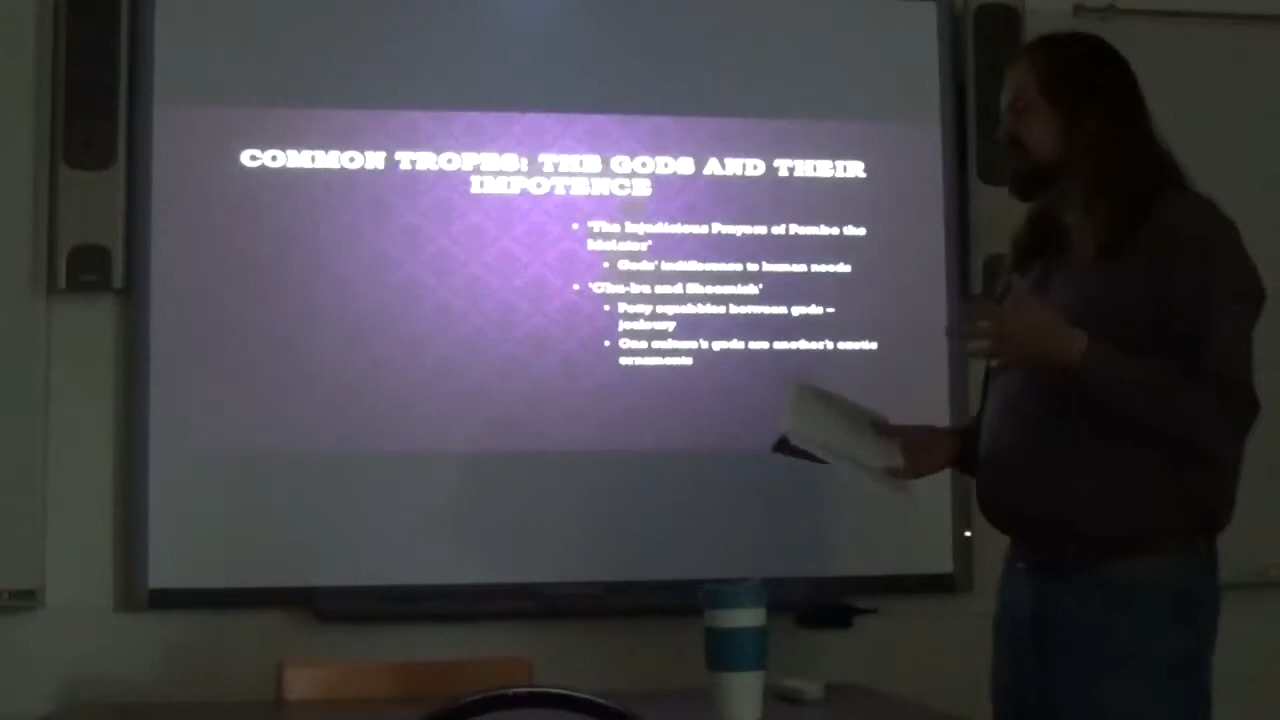 COMMON TROPES: THE GODS AND THEIR
IMPOTENCE
• 'The Injudicious Prayers of Pombo the
Idolater'
• Gods' indifference to human needs
• 'Chu-bu and Sheemish'
• Petty squabbles between gods –
jealousy
• One culture's gods are another's exotic
ornaments